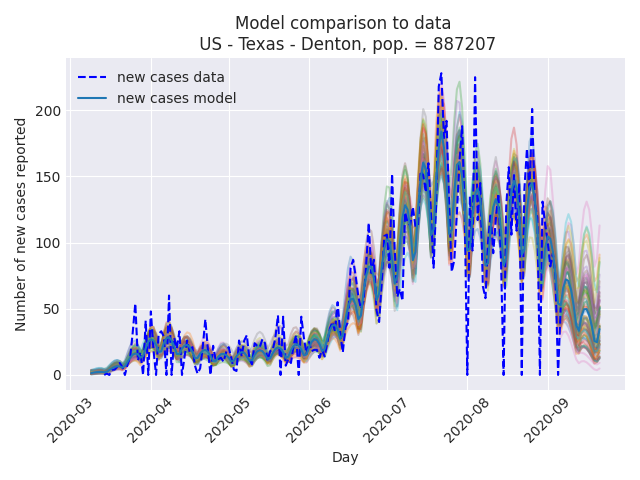 Model comparison to data
US - Texas - Denton, pop. = 887207
new cases data
new cases model
Number of new cases reported
200
150
100
50
0
2020-03
2020-04
2020-05
2020-06
2020-07
2020-08
2020-09
Day